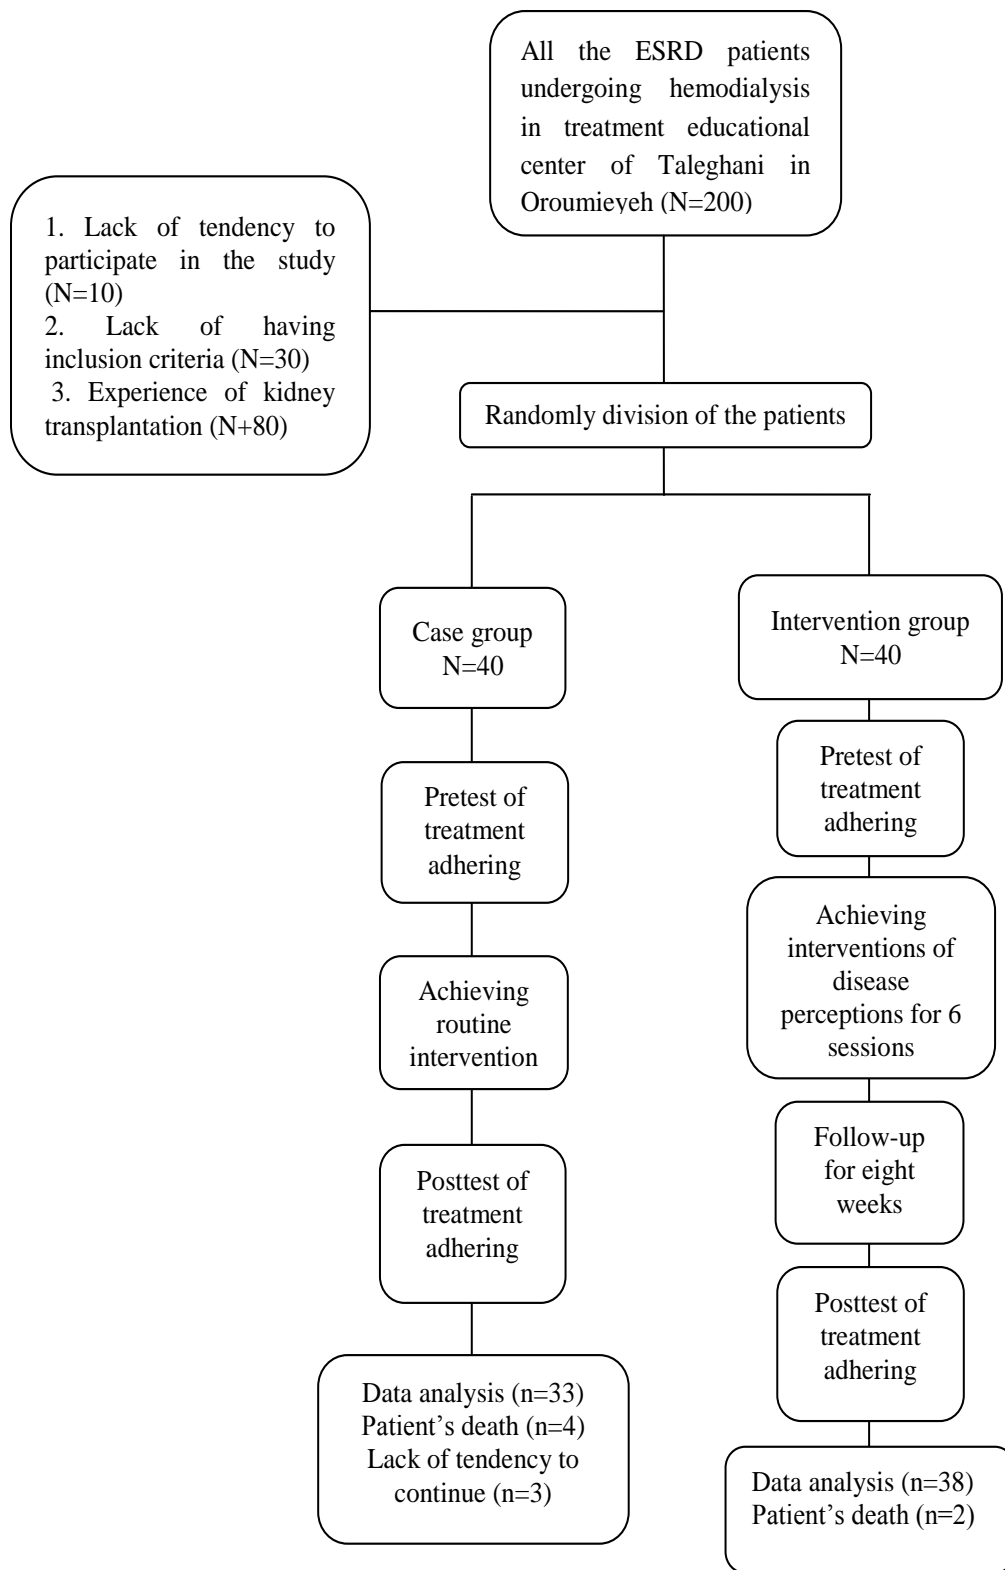 All the ESRD patients
undergoing hemodialysis
in treatment educational
center of Taleghani in
Oroumieyeh (N=200)
1. Lack of tendency to
participate in the study
(N=10)
2. Lack of having
inclusion criteria (N=30)
3. Experience of kidney
transplantation (N+80)
Randomly division of the patients
Case group
N=40
Intervention group
N=40
Pretest of
treatment
adhering
Pretest of
treatment
adhering
Achieving
routine
intervention
Achieving
interventions of
disease
perceptions for 6
sessions
Follow-up
for eight
weeks
Posttest of
treatment
adhering
Posttest of
treatment
adhering
Data analysis (n=33)
Patient’s death (n=4)
Lack of tendency to
continue (n=3)
Data analysis (n=38)
Patient’s death (n=2)